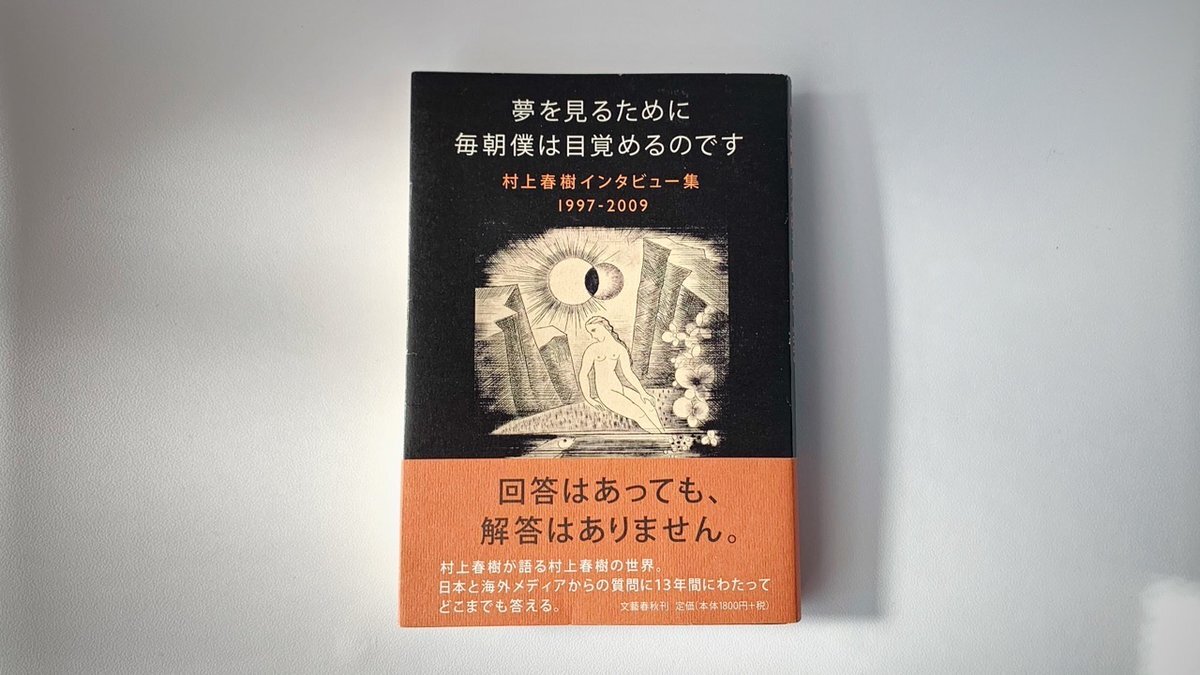 夢を見るために
毎朝僕は目覚めるのです
村上春樹インタビュー集
1997-2009
回答はあっても、
解答はありません。
村上春樹が語る村上春樹の世界。
日本と海外メディアからの質問に13年間にわたって
どこまでも答える。
文藝春秋刊 定価(本体1800円+税)